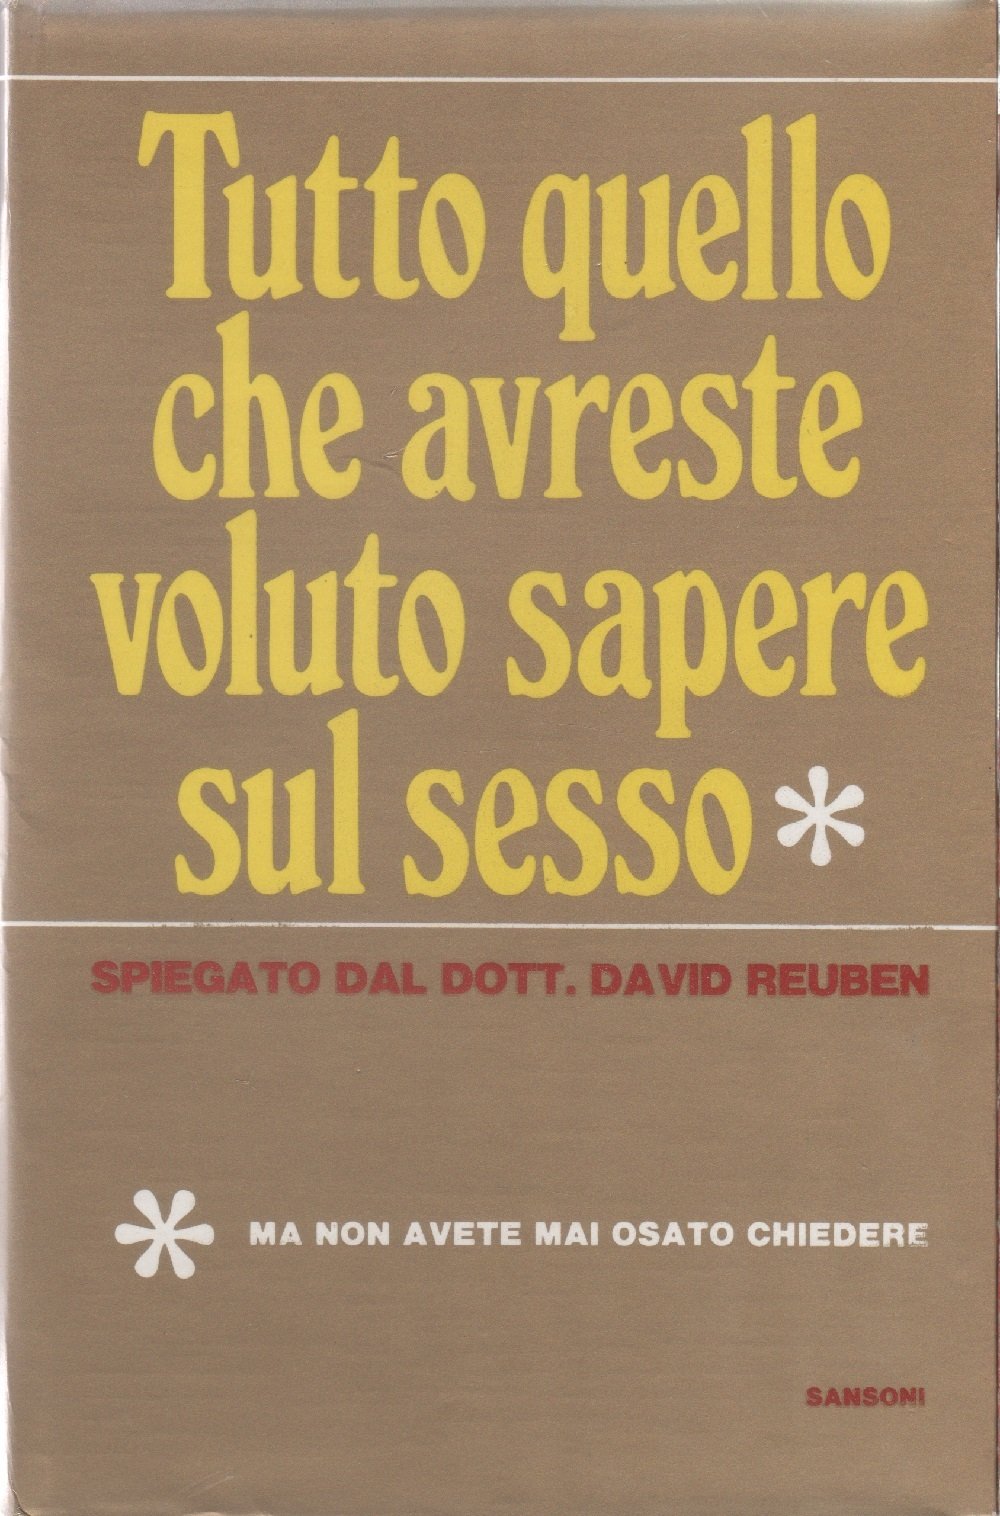 Tutto quello
che avreste
voluto sapere
sul sesso*
SPIEGATO DAL DOTT. DAVID REUBEN
* MA NON AVETE MAI OSATO CHIEDERE
SANSONI